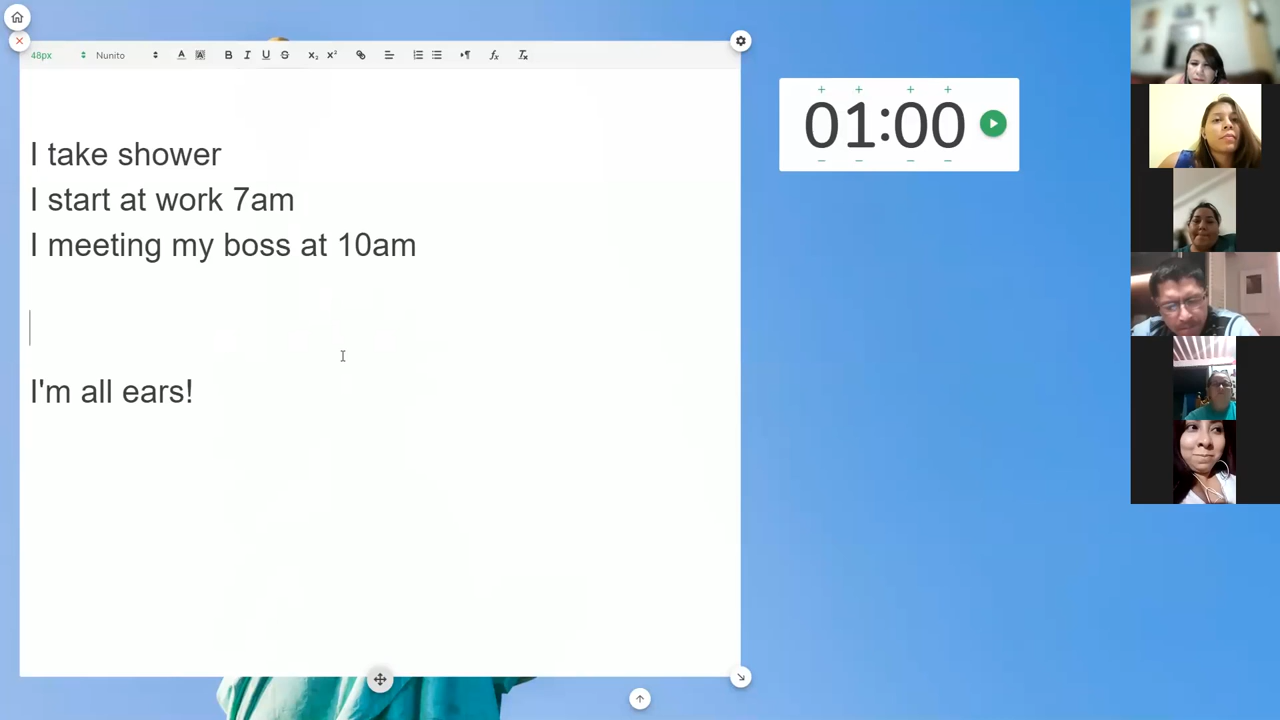 48px
Nunito
I take shower
I start at work 7am
I meeting my boss at 10am
I'm all ears!
01:00